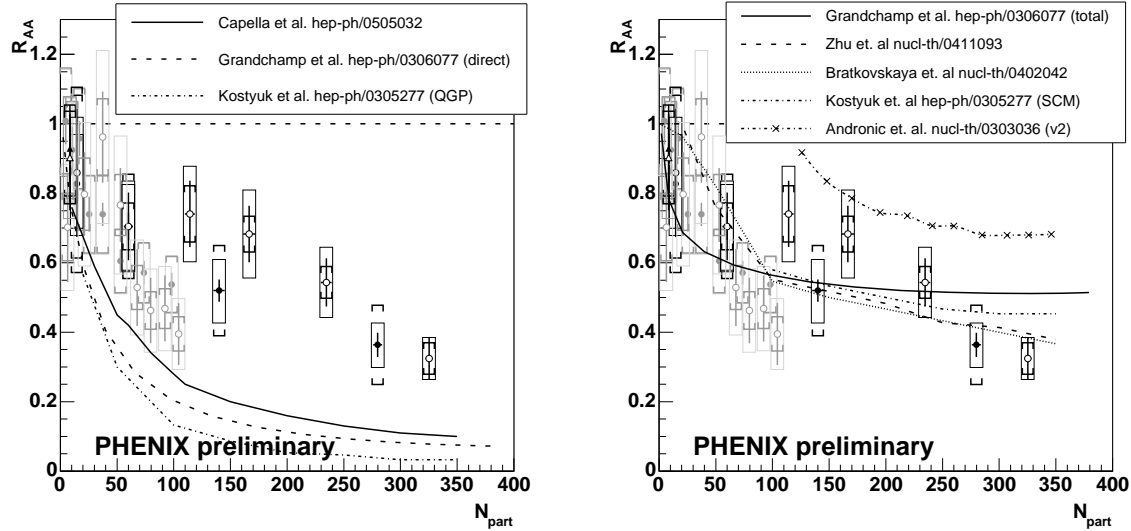 R_AA
Capella et al. hep-ph/0505032
Grandchamp et al. hep-ph/0306077 (direct)
Kostyuk et al. hep-ph/0305277 (QGP)
1.2
1
0.8
0.6
0.4
0.2
0
PHENIX preliminary
0 50 100 150 200 250 300 350 400
N_part
R_AA
Grandchamp et al. hep-ph/0306077 (total)
Zhu et. al nucl-th/0411093
Bratkovskaya et. al nucl-th/0402042
Kostyuk et. al hep-ph/0305277 (SCM)
Andronic et. al. nucl-th/0303036 (v2)
1.2
1
0.8
0.6
0.4
0.2
0
PHENIX preliminary
0 50 100 150 200 250 300 350 400
N_part